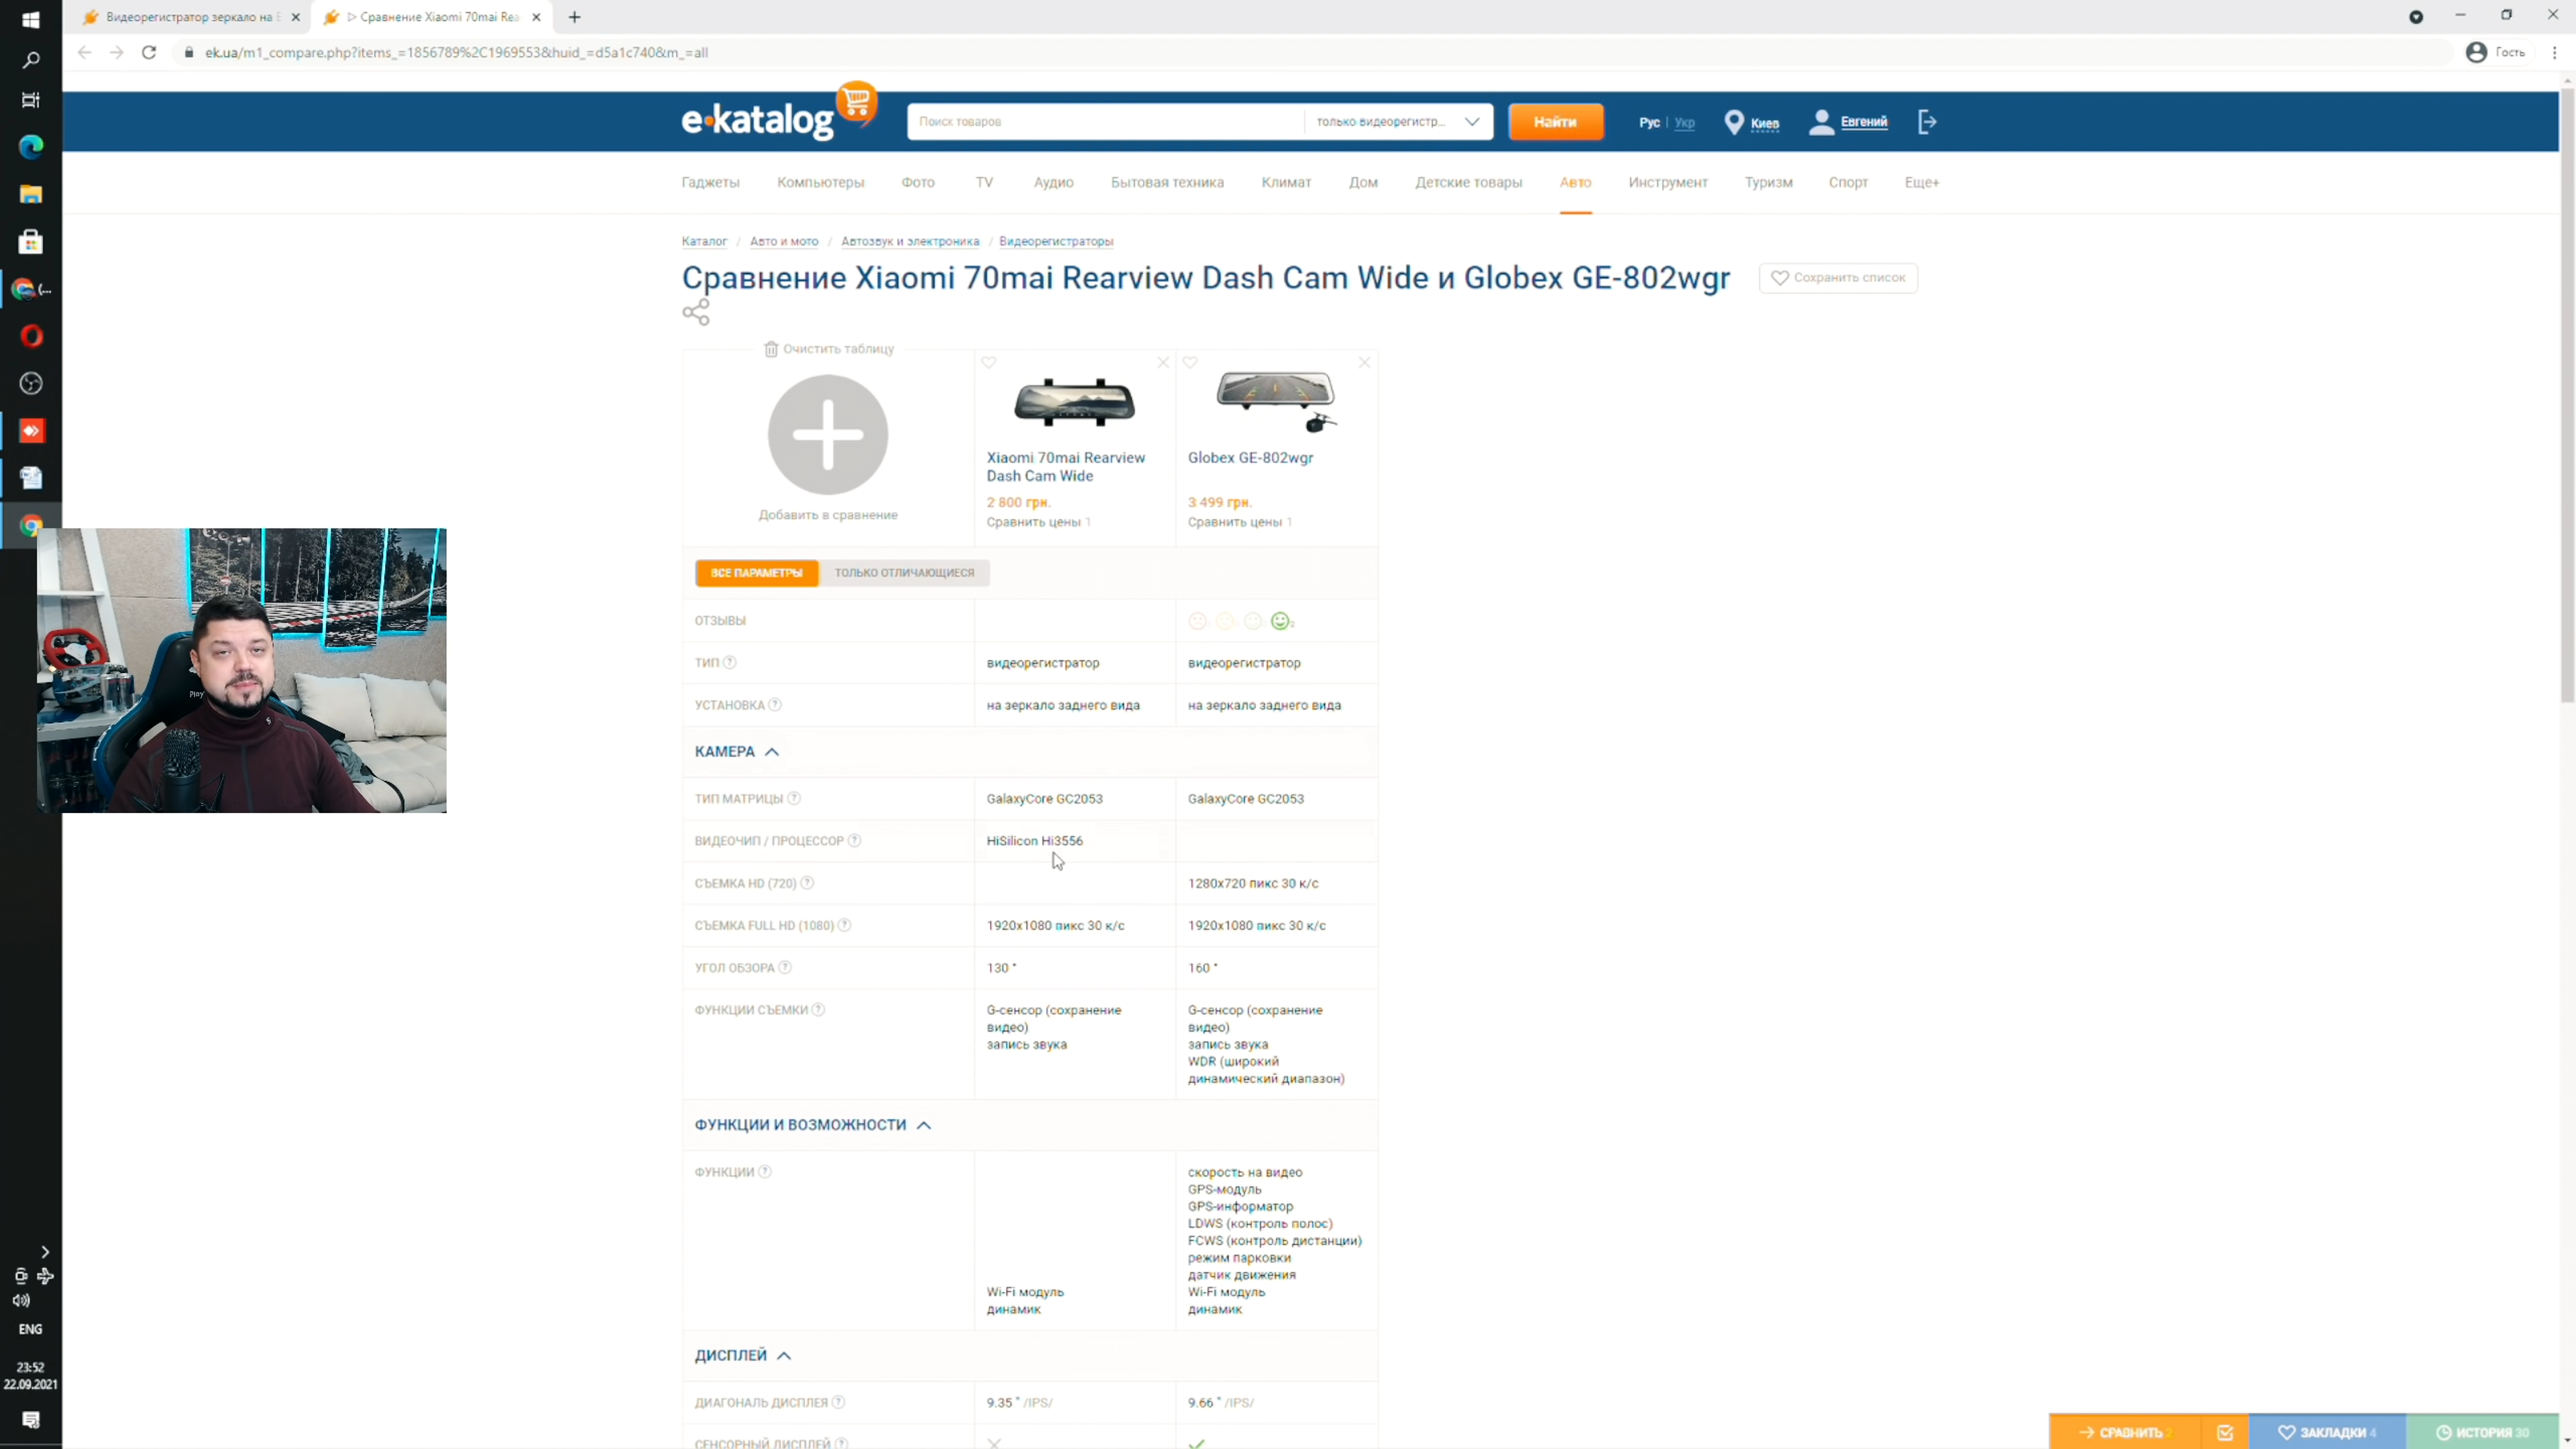 Видеорегистратор зеркало на Е
▷ Сравнение Xiaomi 70mai Rea
ek.ua/m1_compare.php?items_=1856789%2C1969553&huid_=d5a1c740&m_=all
Гость
e•katalog
Поиск товаров
только видеорегистр...
Найти
Рус | Укр
Киев
Евгений
Гаджеты Компьютеры Фото TV Аудио Бытовая техника Климат Дом Детские товары Авто Инструмент Туризм Спорт Еще+
Каталог / Авто и мото / Автозвук и электроника / Видеорегистраторы
Сравнение Xiaomi 70mai Rearview Dash Cam Wide и Globex GE-802wgr
Сохранить список
Очистить таблицу
Добавить в сравнение
Xiaomi 70mai Rearview
Dash Cam Wide
2 800 грн.
Сравнить цены 1
Globex GE-802wgr
3 499 грн.
Сравнить цены 1
ВСЕ ПАРАМЕТРЫ ТОЛЬКО ОТЛИЧАЮЩИЕСЯ
ОТЗЫВЫ 2
ТИП ? видеорегистратор видеорегистратор
УСТАНОВКА ? на зеркало заднего вида на зеркало заднего вида
КАМЕРА
ТИП МАТРИЦЫ ? GalaxyCore GC2053 GalaxyCore GC2053
ВИДЕОЧИП / ПРОЦЕССОР ? HiSilicon Hi3556
СЪЕМКА HD (720) ? 1280x720 пикс 30 к/с
СЪЕМКА FULL HD (1080) ? 1920x1080 пикс 30 к/с 1920x1080 пикс 30 к/с
УГОЛ ОБЗОРА ? 130 ° 160 °
ФУНКЦИИ СЪЕМКИ ?
G-сенсор (сохранение
видео)
запись звука
G-сенсор (сохранение
видео)
запись звука
WDR (широкий
динамический диапазон)
ФУНКЦИИ И ВОЗМОЖНОСТИ
ФУНКЦИИ ?
Wi-Fi модуль
динамик
скорость на видео
GPS-модуль
GPS-информатор
LDWS (контроль полос)
FCWS (контроль дистанции)
режим парковки
датчик движения
Wi-Fi модуль
динамик
ДИСПЛЕЙ
ДИАГОНАЛЬ ДИСПЛЕЯ ? 9.35 " /IPS/ 9.66 " /IPS/
СЕНСОРНЫЙ ДИСПЛЕЙ ?
СРАВНИТЬ 2
ЗАКЛАДКИ 4
ИСТОРИЯ 30
Play
ENG
23:52
22.09.2021